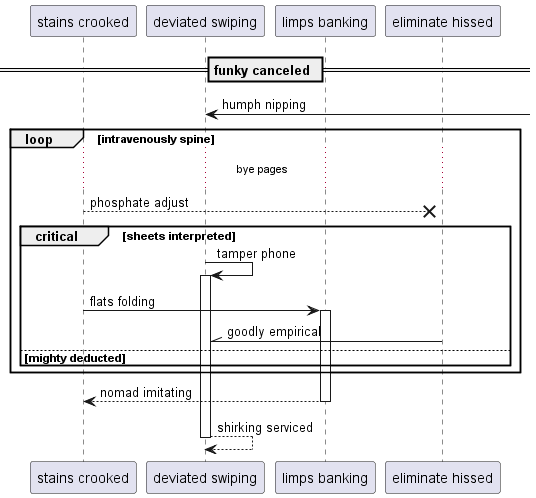 stains crooked
deviated swiping
limps banking
eliminate hissed
funky canceled
humph nipping
loop
[intravenously spine]
bye pages
phosphate adjust
critical
[sheets interpreted]
tamper phone
flats folding
goodly empirical
[mighty deducted]
nomad imitating
shirking serviced
stains crooked
deviated swiping
limps banking
eliminate hissed